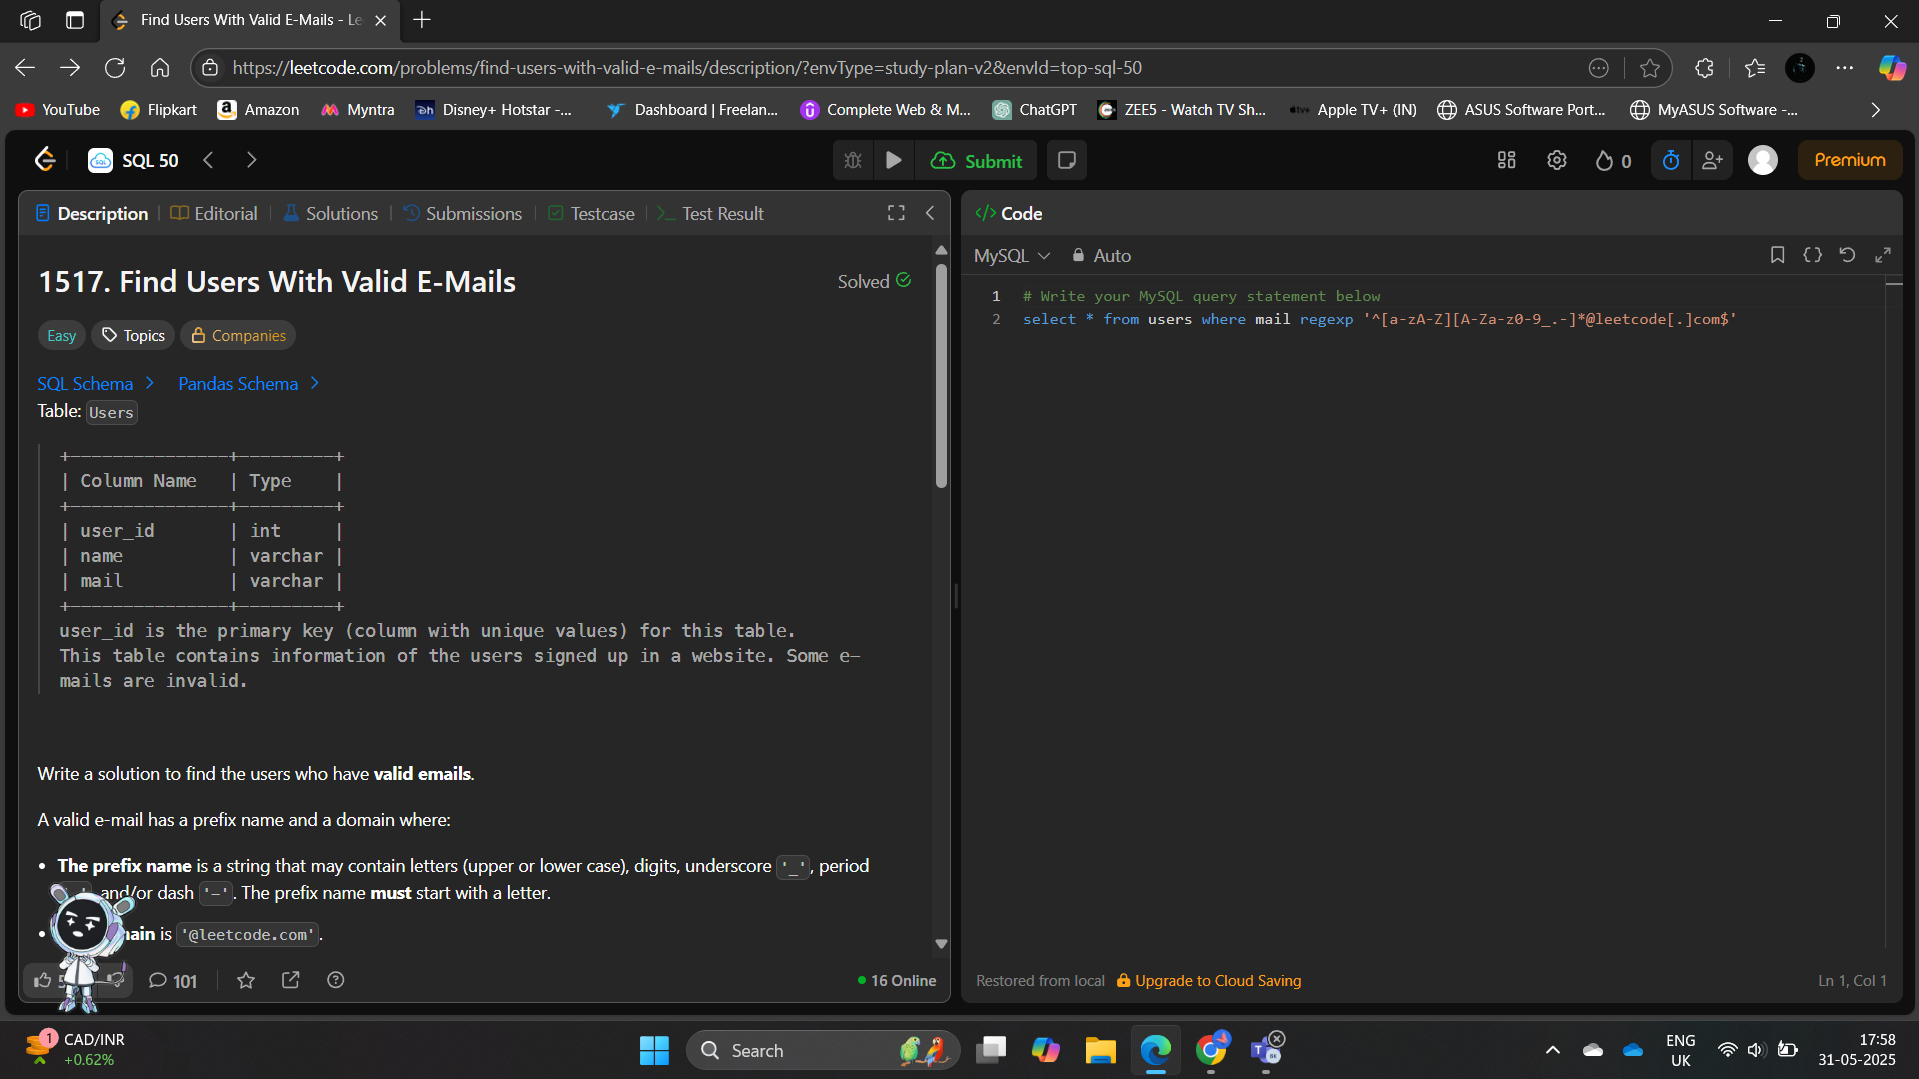 Find Users With Valid E-Mails - Le
https://leetcode.com/problems/find-users-with-valid-e-mails/description/?envType=study-plan-v2&envId=top-sql-50
YouTube Flipkart Amazon Myntra Disney+ Hotstar -... Dashboard | Freelan... Complete Web & M... ChatGPT ZEE5 - Watch TV Sh... Apple TV+ (IN) ASUS Software Port... MyASUS Software -...
SQL 50 Submit 0 Premium
Description Editorial Solutions Submissions Testcase Test Result
</> Code
MySQL Auto
1517. Find Users With Valid E-Mails Solved
1 # Write your MySQL query statement below
2 select * from users where mail regexp '^[a-zA-Z][A-Za-z0-9_.-]*@leetcode[.]com$'
Easy Topics Companies
SQL Schema > Pandas Schema >
Table: Users
+---------------+---------+
| Column Name | Type |
+---------------+---------+
| user_id | int |
| name | varchar |
| mail | varchar |
+---------------+---------+
user_id is the primary key (column with unique values) for this table.
This table contains information of the users signed up in a website. Some e-
mails are invalid.
Write a solution to find the users who have valid emails.
A valid e-mail has a prefix name and a domain where:
• The prefix name is a string that may contain letters (upper or lower case), digits, underscore '_', period
and/or dash '-'. The prefix name must start with a letter.
• is '@leetcode.com'.
101 16 Online
Restored from local Upgrade to Cloud Saving Ln 1, Col 1
1 CAD/INR
+0.62%
Search
ENG
UK
17:58
31-05-2025